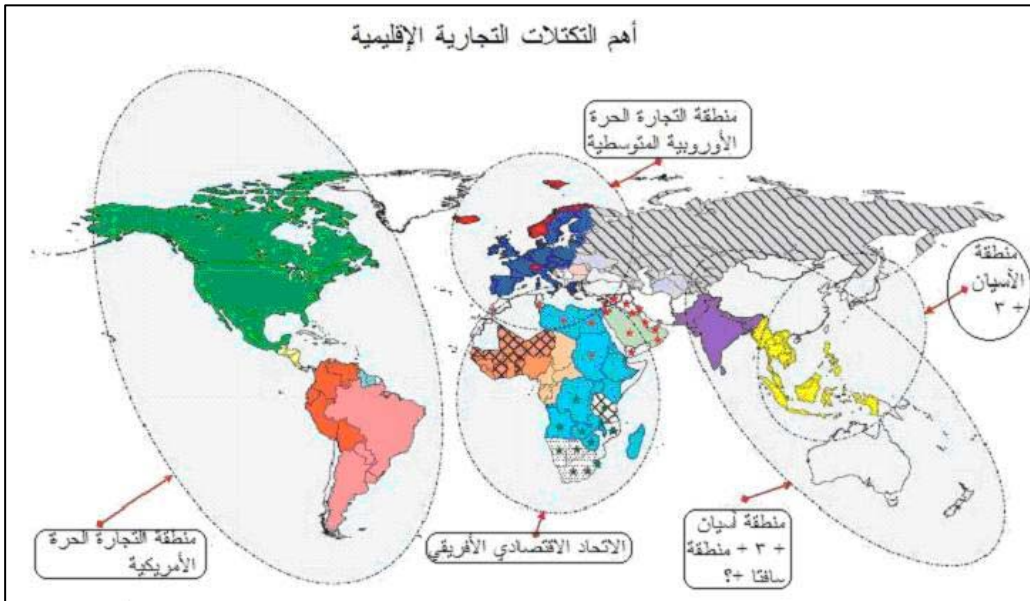 أهم التكتلات التجارية الإقليمية
منطقة التجارة الحرة
الأوروبية المتوسطية
منطقة
الأسيان
+ ٣
منطقة التجارة الحرة
الأمريكية
الاتحاد الاقتصادي الأفريقي
منطقة أسيان
+ ٣ + منطقة
سافتا +؟